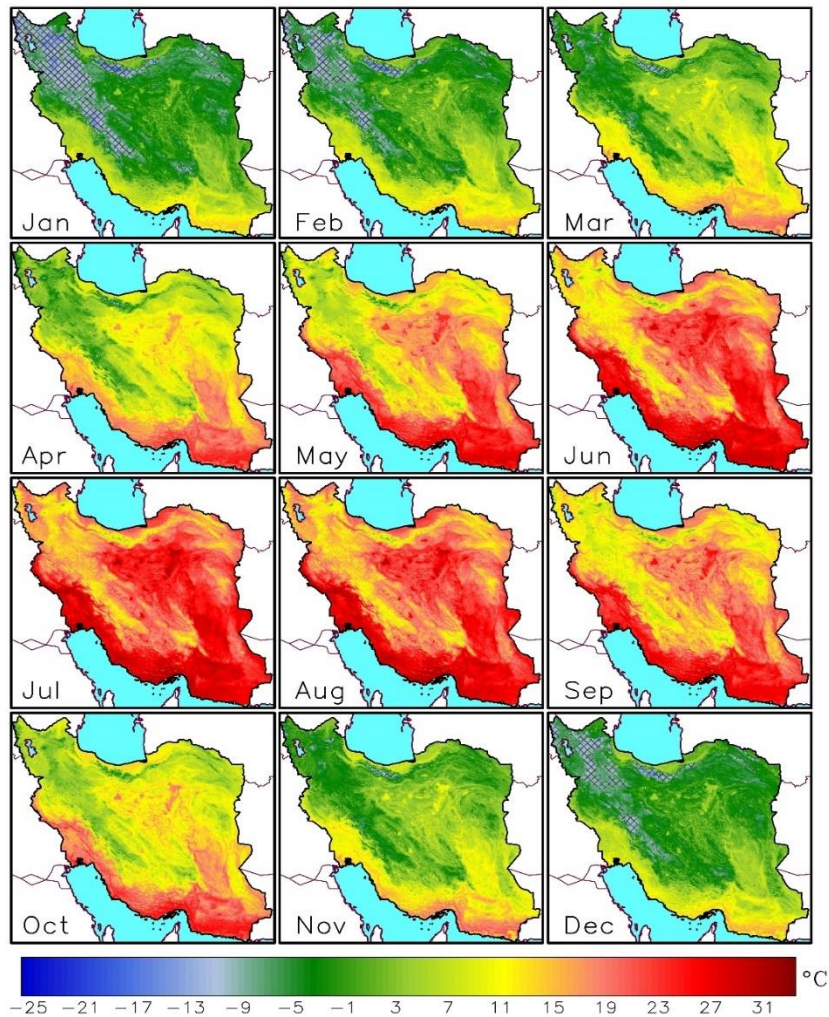 Jan Feb Mar
Apr May Jun
Jul Aug Sep
Oct Nov Dec
°C
-25 -21 -17 -13 -9 -5 -1 3 7 11 15 19 23 27 31